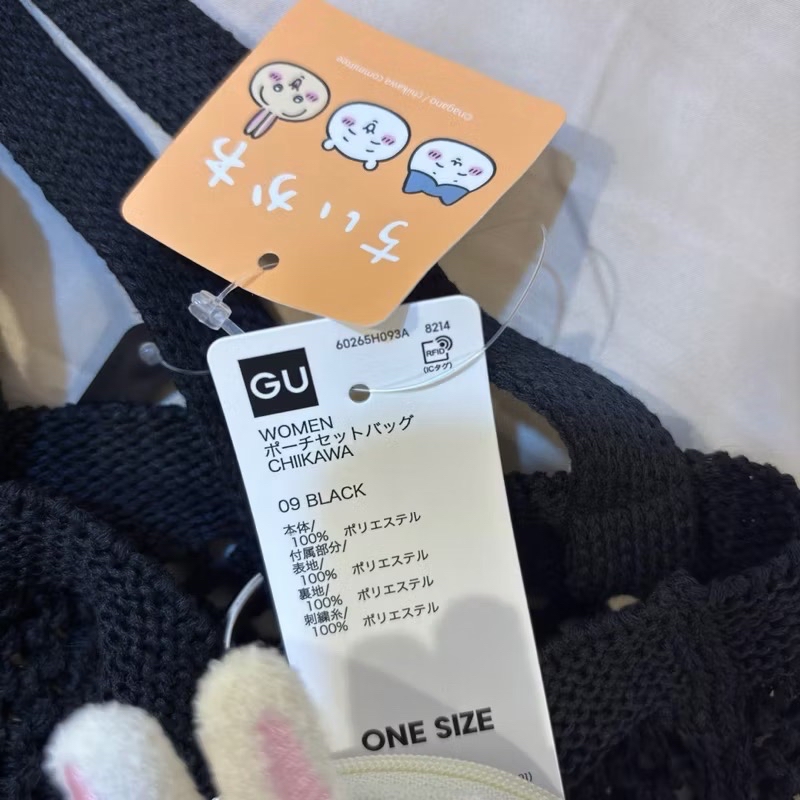 ©nagano / chiikawa committee
ちいかわ
60265H093A 8214
GU
RFID
(ICタグ)
WOMEN
ポーチセットバッグ
CHIIKAWA
09 BLACK
本体/
100% ポリエステル
付属部分/
表地/
100% ポリエステル
裏地/
100% ポリエステル
刺繍糸/
100% ポリエステル
ONE SIZE